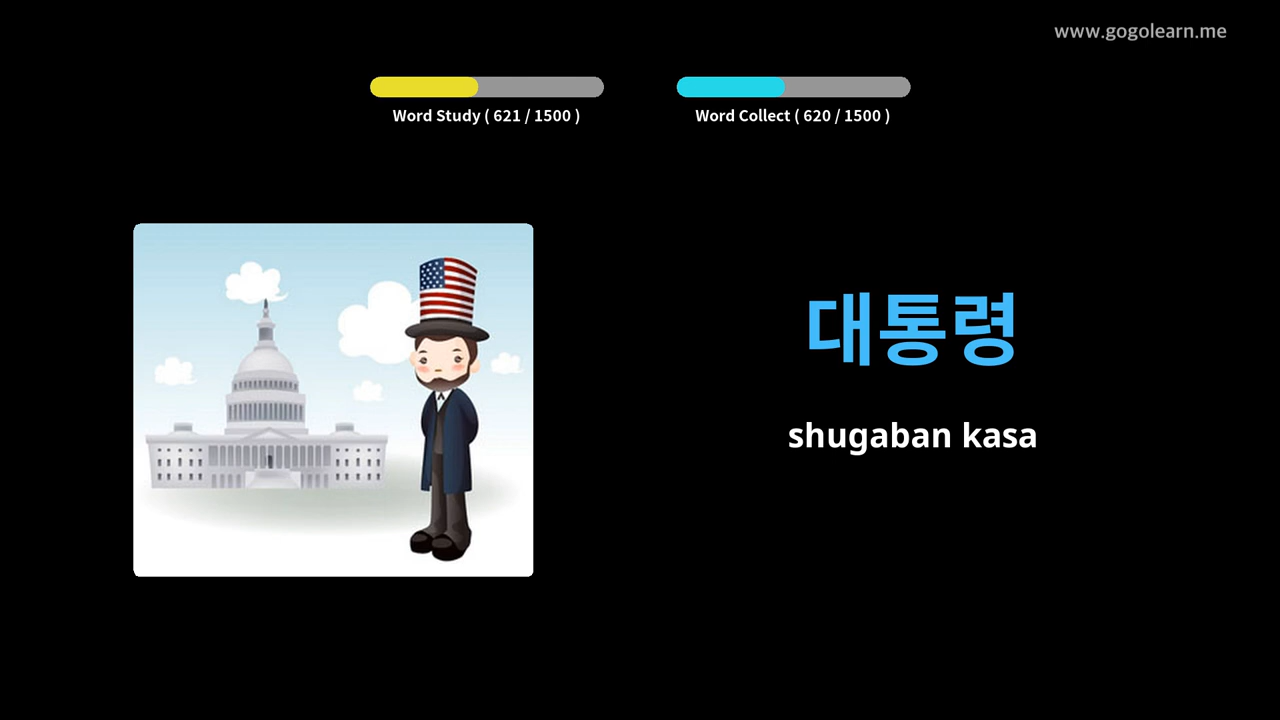 www.gogolearn.me
Word Study ( 621 / 1500 )
Word Collect ( 620 / 1500 )
대통령
shugaban kasa